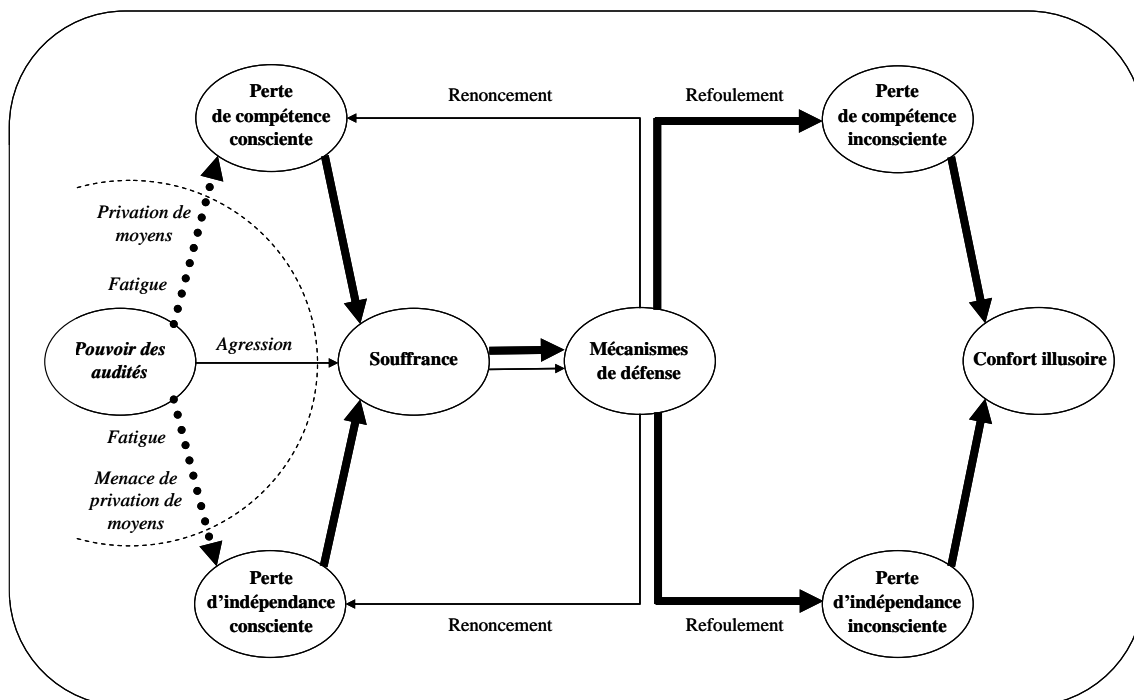 Perte
de compétence
consciente
Renoncement
Refoulement
Perte
de compétence
inconsciente
Privation de
moyens
Fatigue
Pouvoir des
audités
Agression
Souffrance
Mécanismes
de défense
Confort illusoire
Fatigue
Menace de
privation de
moyens
Perte
d’indépendance
consciente
Renoncement
Refoulement
Perte
d’indépendance
inconsciente